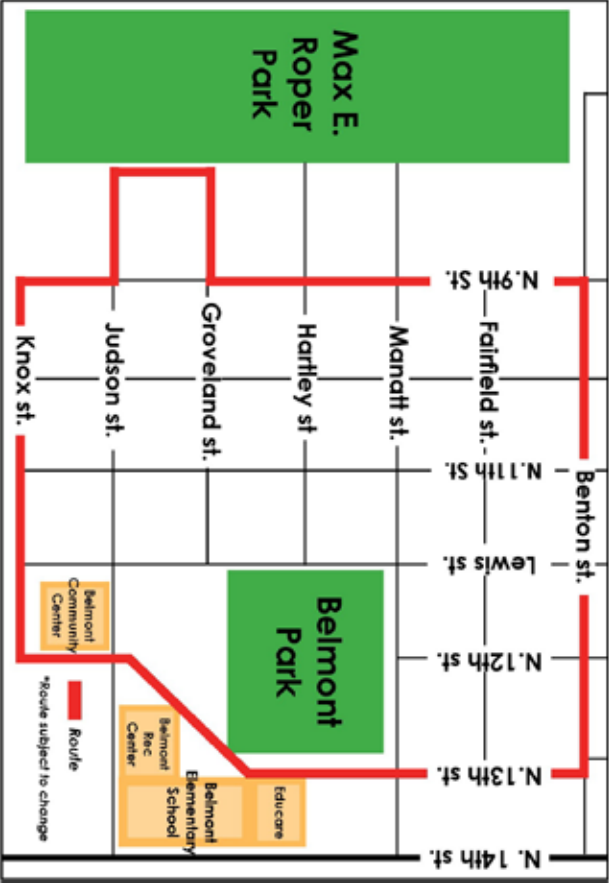 Max E.
Roper
Park
N.9th St.
Knox st.
Judson st.
Groveland st.
Hartley st
Manatt st.
Fairfield st.-
N.11th St.
Benton st.
Lewis st.
Belmont
Community
Center
Belmont
Park
N.12th st.
*Route subject to change
Route
Belmont
Rec
Center
Belmont
Elementary
School
Educare
N.13th st.
N. 14th st.